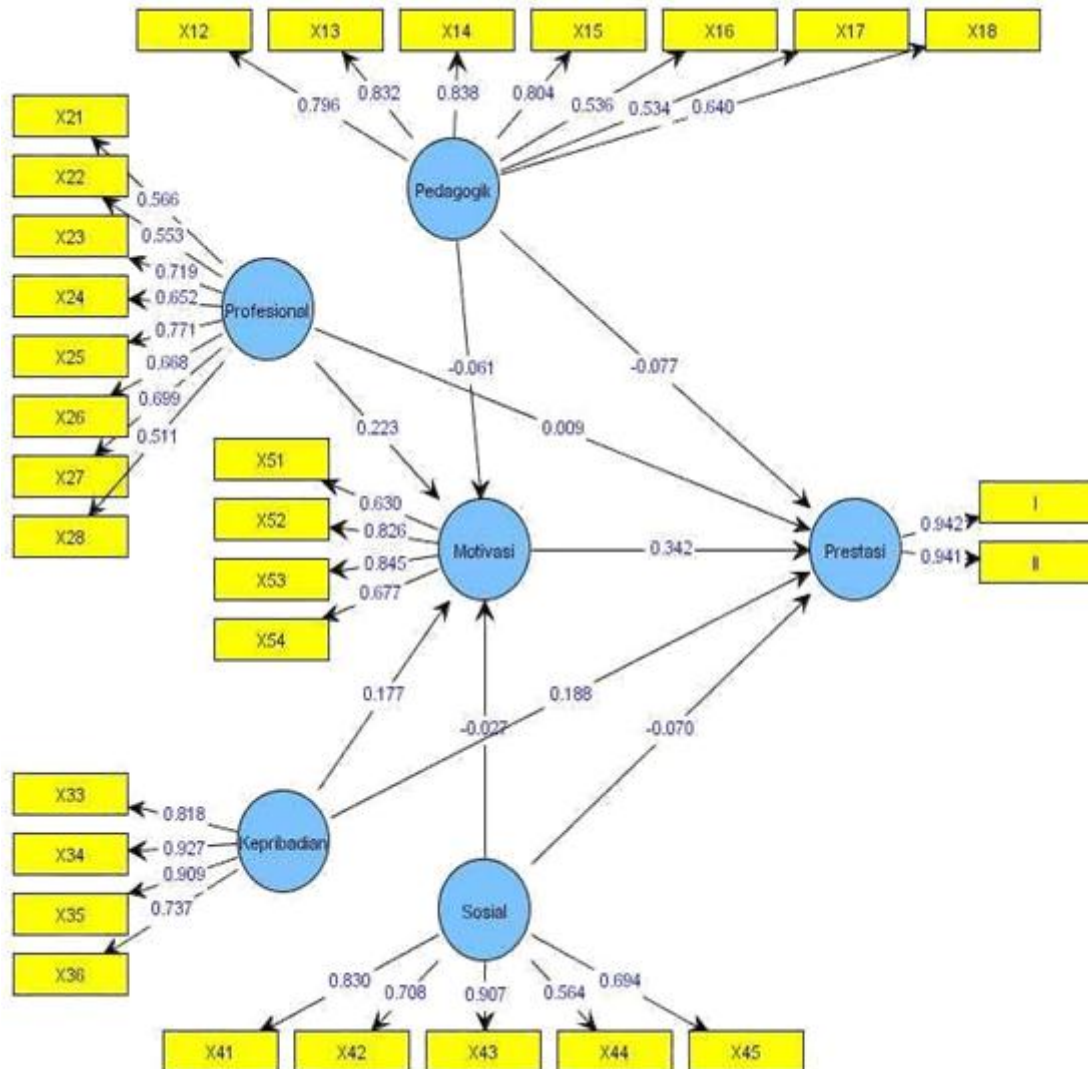 X12 X13 X14 X15 X16 X17 X18
0.796 0.832 0.838 0.804 0.536 0.534 0.640
Pedagogik
X21
X22
X23
X24
X25
X26
X27
X28
0.566
0.553
0.719
0.652
0.771
0.668
0.699
0.511
Profesional
-0.061
-0.077
0.223
0.009
X51
X52
X53
X54
0.630
0.826
0.845
0.677
Motivasi
0.342
Prestasi
0.942
0.941
I
II
0.177
-0.027
0.188
-0.070
X33
X34
X35
X36
0.818
0.927
0.909
0.737
Kepribadian
Sosial
0.830 0.708 0.907 0.564 0.694
X41 X42 X43 X44 X45